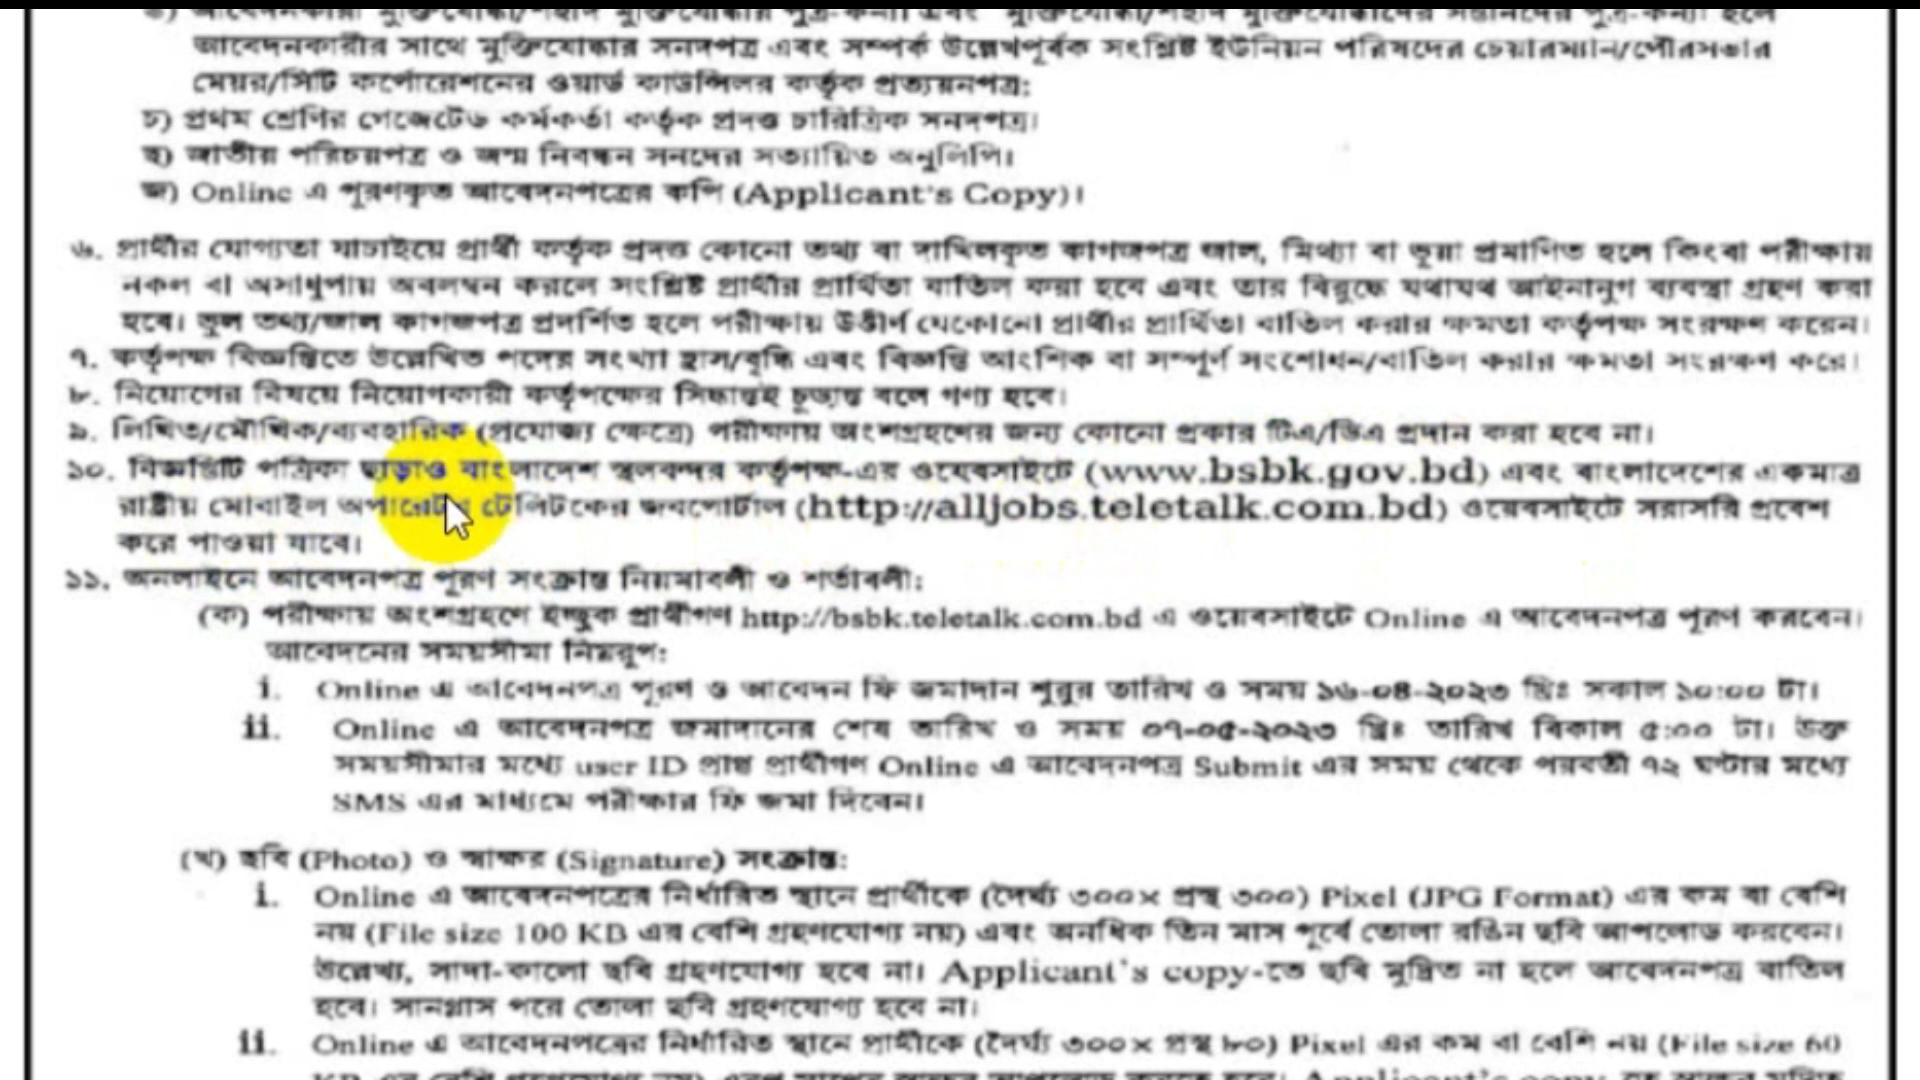 ঙ) আবেদনকারী মুক্তিযোদ্ধা/শহীদ মুক্তিযোদ্ধার পুত্র-কন্যা এবং মুক্তিযোদ্ধা/শহীদ মুক্তিযোদ্ধাদের সন্তানদের পুত্র-কন্যা হলে
আবেদনকারীর সাথে মুক্তিযোদ্ধার সনদপত্র এবং সম্পর্ক উল্লেখপূর্বক সংশ্লিষ্ট ইউনিয়ন পরিষদের চেয়ারম্যান/পৌরসভার
মেয়র/সিটি কর্পোরেশনের ওয়ার্ড কাউন্সিলর কর্তৃক প্রত্যয়নপত্র;
চ) প্রথম শ্রেণির গেজেটেড কর্মকর্তা কর্তৃক প্রদত্ত চারিত্রিক সনদপত্র।
ছ) জাতীয় পরিচয়পত্র ও জন্ম নিবন্ধন সনদের সত্যায়িত অনুলিপি।
জ) Online এ পূরণকৃত আবেদনপত্রের কপি (Applicant's Copy)।
৬. প্রার্থীর যোগ্যতা যাচাইয়ে প্রার্থী কর্তৃক প্রদত্ত কোনো তথ্য বা দাখিলকৃত কাগজপত্র জাল, মিথ্যা বা ভূয়া প্রমাণিত হলে কিংবা পরীক্ষায়
নকল বা অসাধুপায় অবলম্বন করলে সংশ্লিষ্ট প্রার্থীর প্রার্থিতা বাতিল করা হবে এবং তার বিরুদ্ধে যথাযথ আইনানুগ ব্যবস্থা গ্রহণ করা
হবে। ভুল তথ্য/জাল কাগজপত্র প্রদর্শিত হলে পরীক্ষায় উত্তীর্ণ যেকোনো প্রার্থীর প্রার্থিতা বাতিল করার ক্ষমতা কর্তৃপক্ষ সংরক্ষণ করেন।
৭. কর্তৃপক্ষ বিজ্ঞপ্তিতে উল্লেখিত পদের সংখ্যা হ্রাস/বৃদ্ধি এবং বিজ্ঞপ্তি আংশিক বা সম্পূর্ণ সংশোধন/বাতিল করার ক্ষমতা সংরক্ষণ করে।
৮. নিয়োগের বিষয়ে নিয়োগকারী কর্তৃপক্ষের সিদ্ধান্তই চূড়ান্ত বলে গণ্য হবে।
৯. লিখিত/মৌখিক/ব্যবহারিক (প্রযোজ্য ক্ষেত্রে) পরীক্ষায় অংশগ্রহণের জন্য কোনো প্রকার টিএ/ডিএ প্রদান করা হবে না।
১০. বিজ্ঞপ্তিটি পত্রিকা ছাড়াও বাংলাদেশ স্থলবন্দর কর্তৃপক্ষ-এর ওয়েবসাইটে (www.bsbk.gov.bd) এবং বাংলাদেশের একমাত্র
রাষ্ট্রীয় মোবাইল অপারেটর টেলিটকের জবপোর্টাল (http://alljobs.teletalk.com.bd) ওয়েবসাইটে সরাসরি প্রবেশ
করে পাওয়া যাবে।
১১. অনলাইনে আবেদনপত্র পূরণ সংক্রান্ত নিয়মাবলী ও শর্তাবলী:
(ক) পরীক্ষায় অংশগ্রহণে ইচ্ছুক প্রার্থীগণ http://bsbk.teletalk.com.bd এ ওয়েবসাইটে Online এ আবেদনপত্র পূরণ করবেন।
আবেদনের সময়সীমা নিম্নরূপ:
i. Online এ আবেদনপত্র পূরণ ও আবেদন ফি জমাদান শুরুর তারিখ ও সময় ১৬-০৪-২০২৩ খ্রিঃ সকাল ১০:০০ টা।
ii. Online এ আবেদনপত্র জমাদানের শেষ তারিখ ও সময় ০৭-০৫-২০২৩ খ্রিঃ তারিখ বিকাল ৫:০০ টা। উক্ত
সময়সীমার মধ্যে user ID প্রাপ্ত প্রার্থীগণ Online এ আবেদনপত্র Submit এর সময় থেকে পরবর্তী ৭২ ঘণ্টার মধ্যে
SMS এর মাধ্যমে পরীক্ষার ফি জমা দিবেন।
(খ) ছবি (Photo) ও স্বাক্ষর (Signature) সংক্রান্ত:
i. Online এ আবেদনপত্রের নির্ধারিত স্থানে প্রার্থীকে (দৈর্ঘ্য ৩০০× প্রস্থ ৩০০) Pixel (JPG Format) এর কম বা বেশি
নয় (File size 100 KB এর বেশি গ্রহণযোগ্য নয়) এবং অনধিক তিন মাস পূর্বে তোলা রঙিন ছবি আপলোড করবেন।
উল্লেখ্য, সাদা-কালো ছবি গ্রহণযোগ্য হবে না। Applicant's copy-তে ছবি মুদ্রিত না হলে আবেদনপত্র বাতিল
হবে। সানগ্লাস পরে তোলা ছবি গ্রহণযোগ্য হবে না।
ii. Online এ আবেদনপত্রের নির্ধারিত স্থানে প্রার্থীকে (দৈর্ঘ্য ৩০০× প্রস্থ ৮০) Pixel এর কম বা বেশি নয় (File size 60